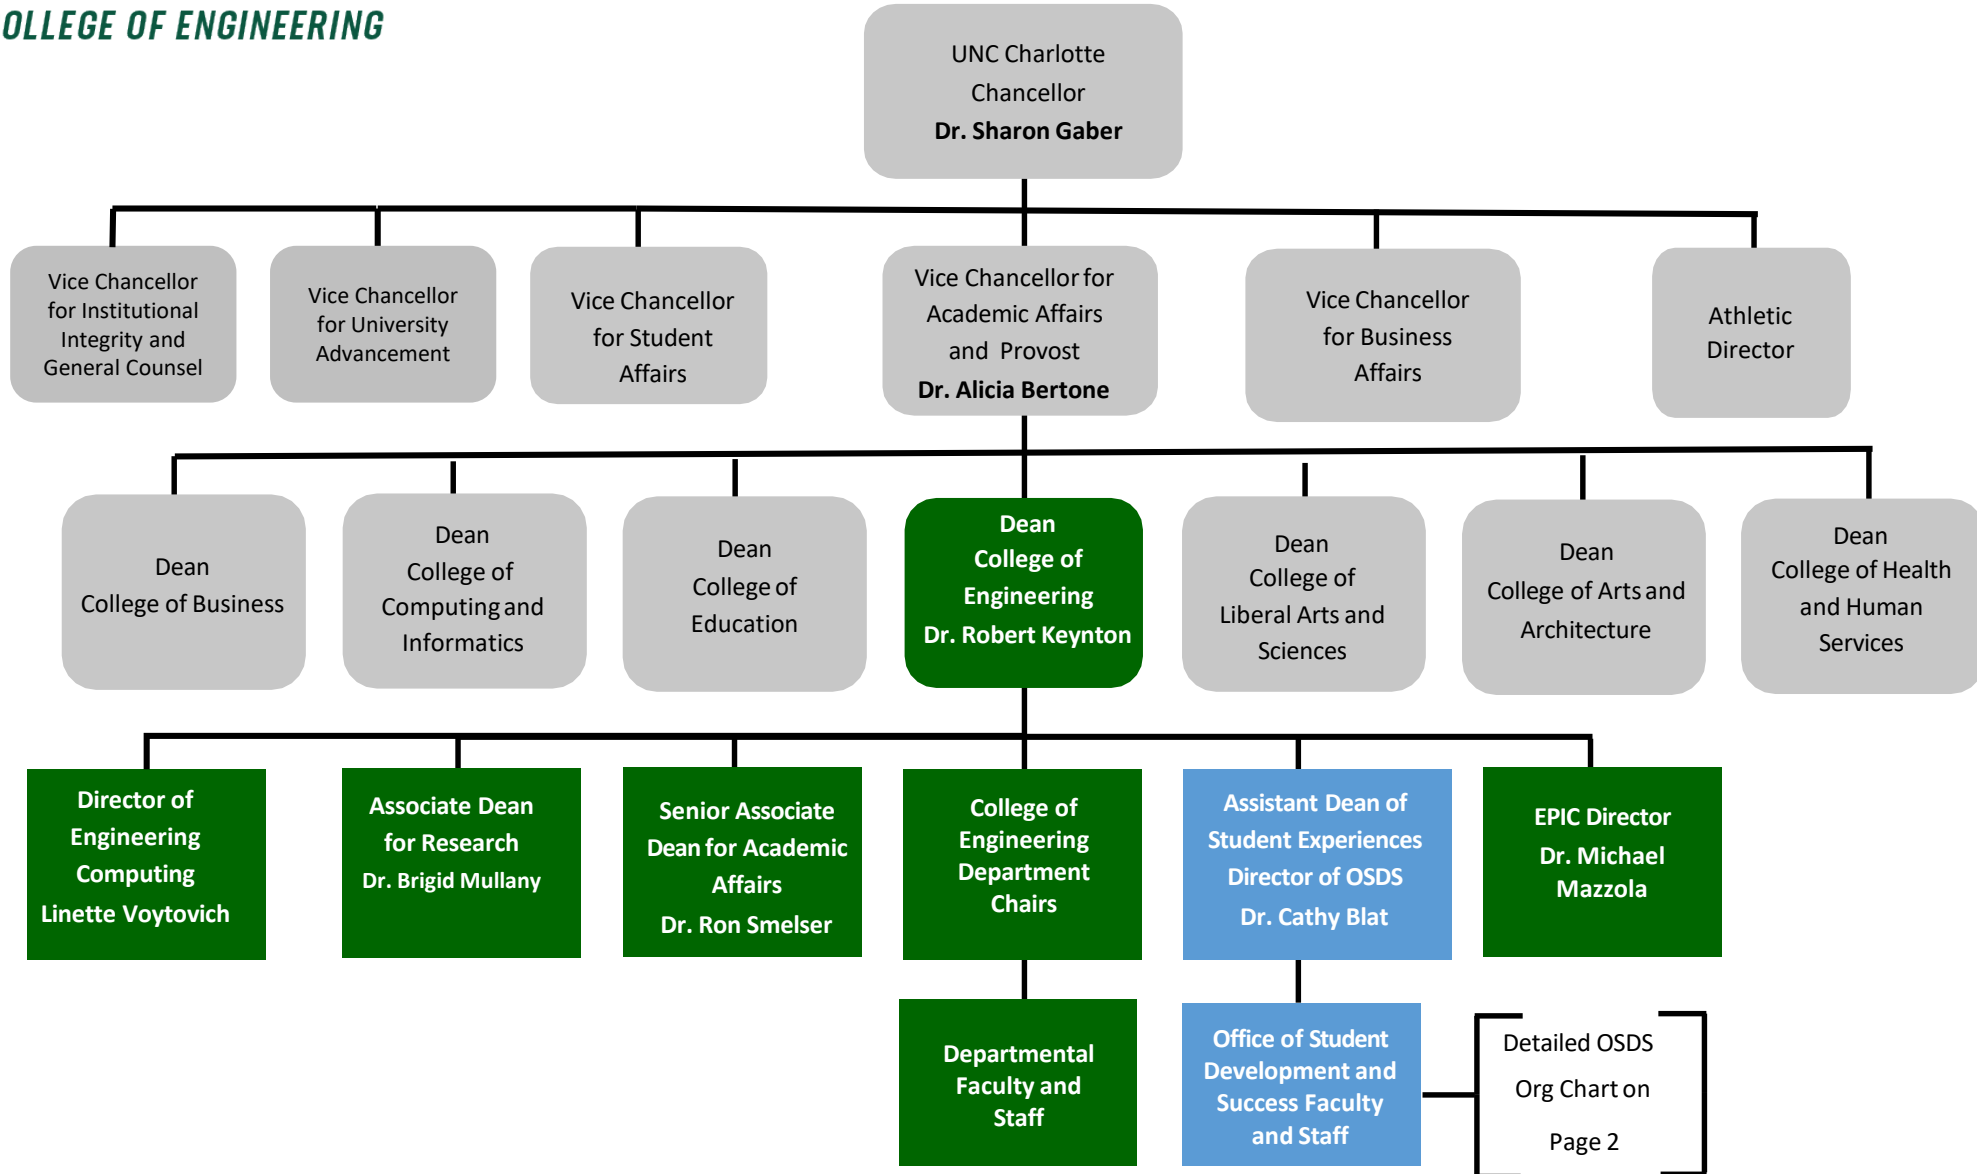 OLLEGE OF ENGINEERING
UNC Charlotte
Chancellor
Dr. Sharon Gaber
Vice Chancellor
for Institutional
Integrity and
General Counsel
Vice Chancellor
for University
Advancement
Vice Chancellor
for Student
Affairs
Vice Chancellor for
Academic Affairs
and Provost
Dr. Alicia Bertone
Vice Chancellor
for Business
Affairs
Athletic
Director
Dean
College of Business
Dean
College of
Computing and
Informatics
Dean
College of
Education
Dean
College of
Engineering
Dr. Robert Keynton
Dean
College of
Liberal Arts and
Sciences
Dean
College of Arts and
Architecture
Dean
College of Health
and Human
Services
Director of
Engineering
Computing
Linette Voytovich
Associate Dean
for Research
Dr. Brigid Mullany
Senior Associate
Dean for Academic
Affairs
Dr. Ron Smelser
College of
Engineering
Department
Chairs
Assistant Dean of
Student Experiences
Director of OSDS
Dr. Cathy Blat
EPIC Director
Dr. Michael
Mazzola
Departmental
Faculty and
Staff
Office of Student
Development and
Success Faculty
and Staff
Detailed OSDS
Org Chart on
Page 2